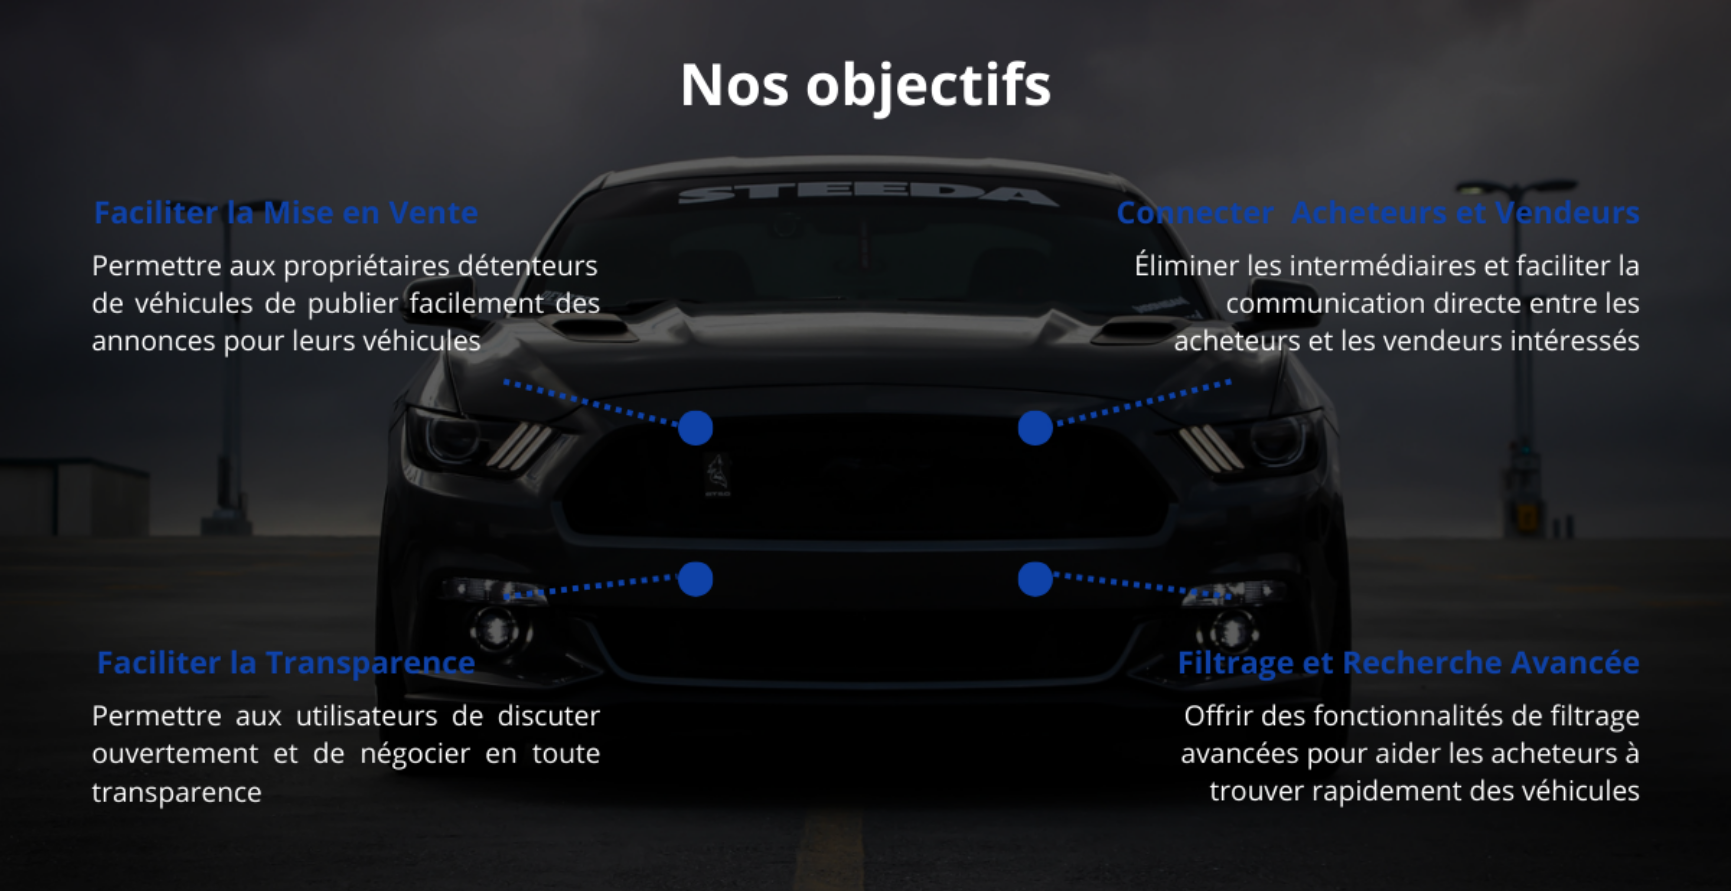 Nos objectifs
STEEDA
Faciliter la Mise en Vente
Permettre aux propriétaires détenteurs
de véhicules de publier facilement des
annonces pour leurs véhicules
Connecter Acheteurs et Vendeurs
Éliminer les intermédiaires et faciliter la
communication directe entre les
acheteurs et les vendeurs intéressés
Faciliter la Transparence
Permettre aux utilisateurs de discuter
ouvertement et de négocier en toute
transparence
Filtrage et Recherche Avancée
Offrir des fonctionnalités de filtrage
avancées pour aider les acheteurs à
trouver rapidement des véhicules